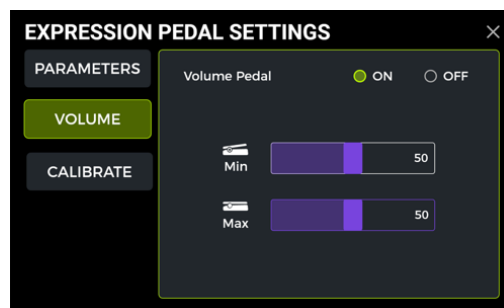 EXPRESSION PEDAL SETTINGS
PARAMETERS
Volume Pedal ON OFF
VOLUME
Min 50
CALIBRATE
Max 50